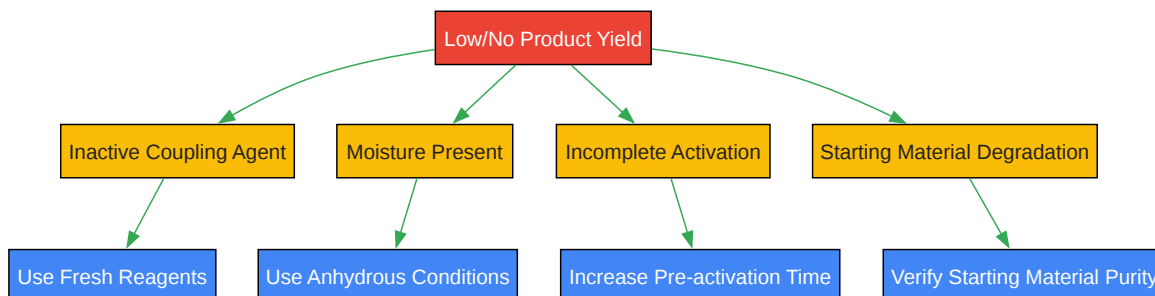 Low/No Product Yield
Inactive Coupling Agent
Moisture Present
Incomplete Activation
Starting Material Degradation
Use Fresh Reagents
Use Anhydrous Conditions
Increase Pre-activation Time
Verify Starting Material Purity